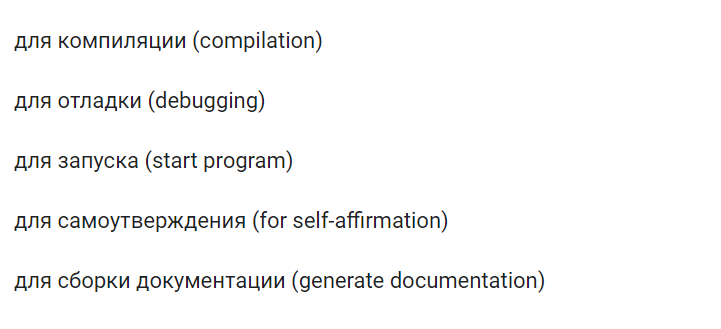 для компиляции (compilation)
для отладки (debugging)
для запуска (start program)
для самоутверждения (for self-affirmation)
для сборки документации (generate documentation)